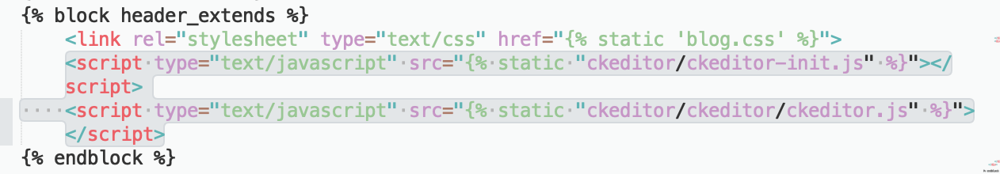 {% block header_extends %}
<link rel="stylesheet" type="text/css" href="{% static 'blog.css' %}">
<script type="text/javascript" src="{% static "ckeditor/ckeditor-init.js" %}"></
script>
<script type="text/javascript" src="{% static "ckeditor/ckeditor/ckeditor.js" %}">
</script>
{% endblock %}